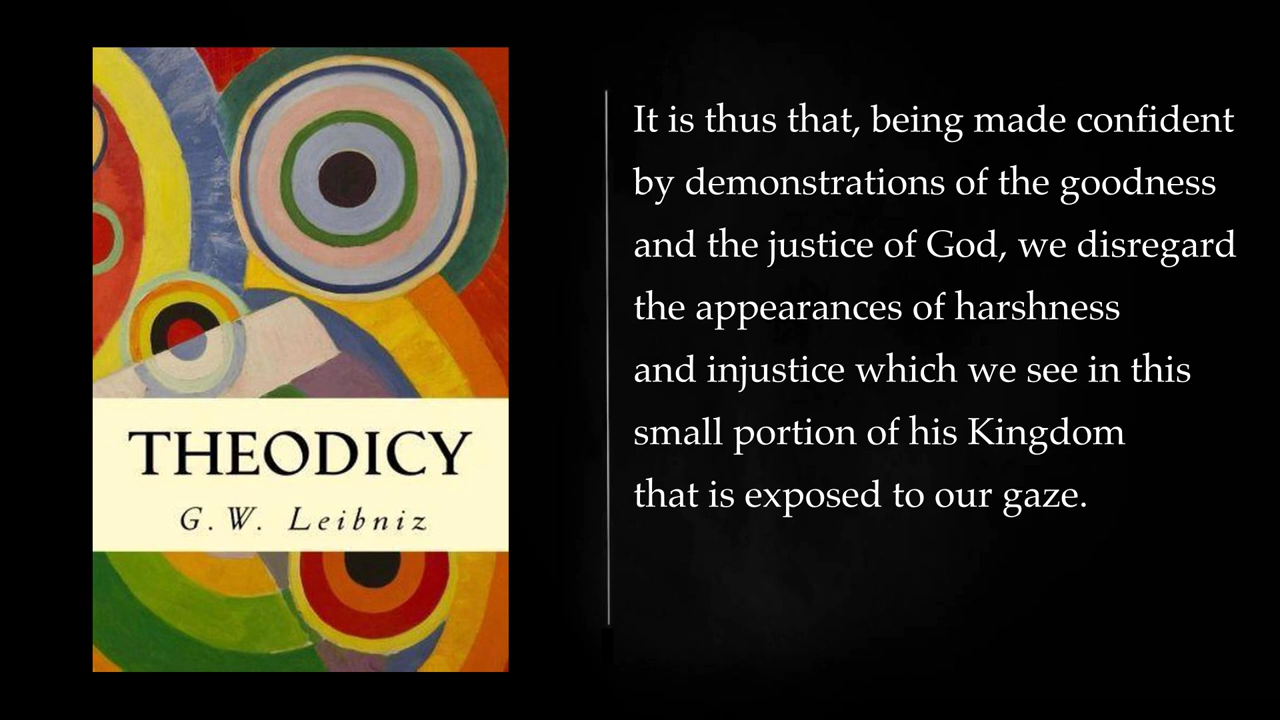 THEODICY
G.W. Leibniz
It is thus that, being made confident
by demonstrations of the goodness
and the justice of God, we disregard
the appearances of harshness
and injustice which we see in this
small portion of his Kingdom
that is exposed to our gaze.